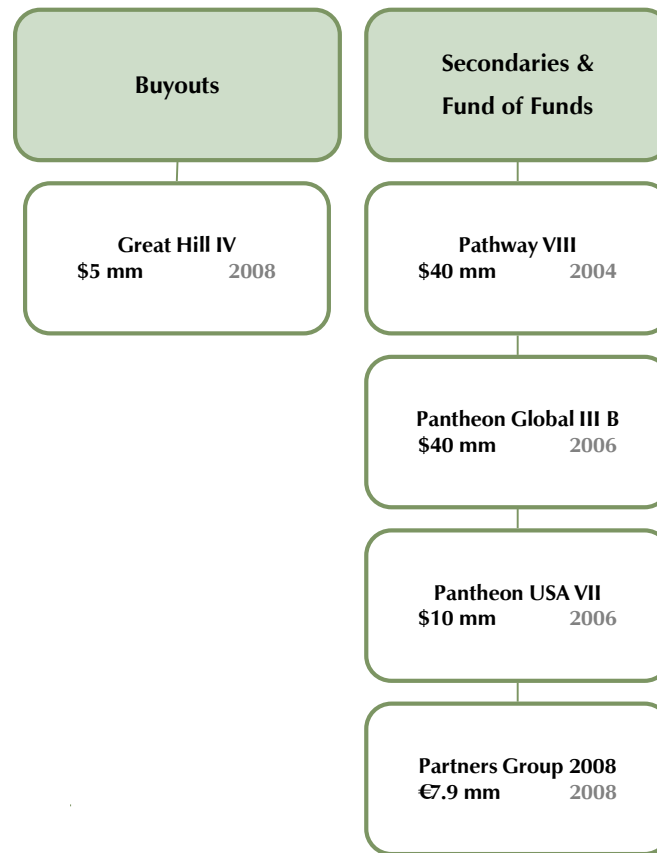 Buyouts
Great Hill IV
$5 mm 2008
Secondaries &
Fund of Funds
Pathway VIII
$40 mm 2004
Pantheon Global III B
$40 mm 2006
Pantheon USA VII
$10 mm 2006
Partners Group 2008
€7.9 mm 2008